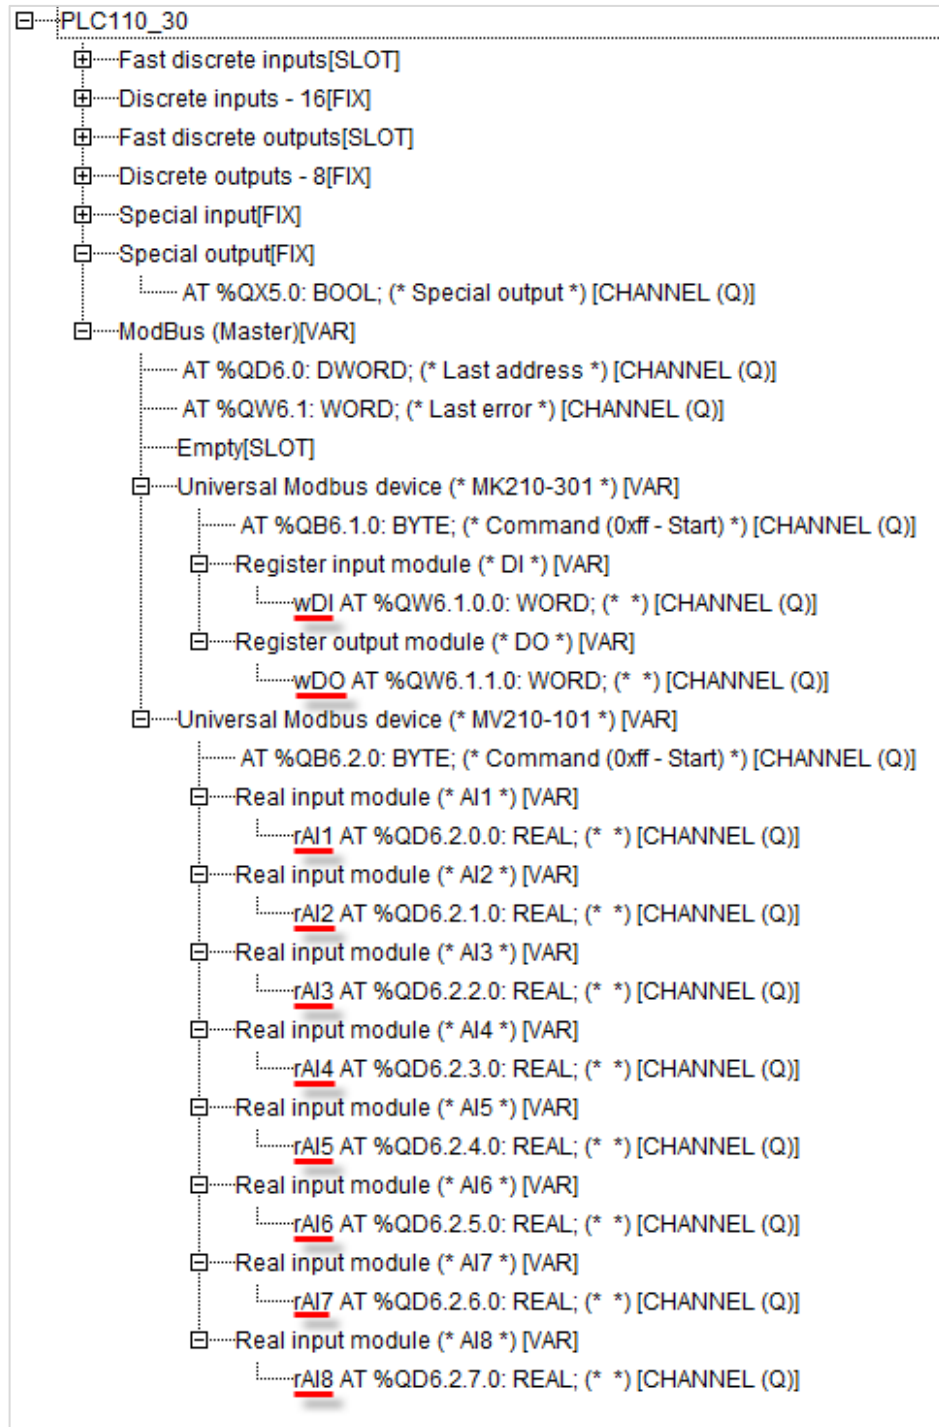 PLC110_30
Fast discrete inputs[SLOT]
Discrete inputs - 16[FIX]
Fast discrete outputs[SLOT]
Discrete outputs - 8[FIX]
Special input[FIX]
Special output[FIX]
AT %QX5.0: BOOL; (* Special output *) [CHANNEL (Q)]
ModBus (Master)[VAR]
AT %QD6.0: DWORD; (* Last address *) [CHANNEL (Q)]
AT %QW6.1: WORD; (* Last error *) [CHANNEL (Q)]
Empty[SLOT]
Universal Modbus device (* MK210-301 *) [VAR]
AT %QB6.1.0: BYTE; (* Command (0xff - Start) *) [CHANNEL (Q)]
Register input module (* DI *) [VAR]
wDI AT %QW6.1.0.0: WORD; (* *) [CHANNEL (Q)]
Register output module (* DO *) [VAR]
wDO AT %QW6.1.1.0: WORD; (* *) [CHANNEL (Q)]
Universal Modbus device (* MV210-101 *) [VAR]
AT %QB6.2.0: BYTE; (* Command (0xff - Start) *) [CHANNEL (Q)]
Real input module (* AI1 *) [VAR]
rAI1 AT %QD6.2.0.0: REAL; (* *) [CHANNEL (Q)]
Real input module (* AI2 *) [VAR]
rAI2 AT %QD6.2.1.0: REAL; (* *) [CHANNEL (Q)]
Real input module (* AI3 *) [VAR]
rAI3 AT %QD6.2.2.0: REAL; (* *) [CHANNEL (Q)]
Real input module (* AI4 *) [VAR]
rAI4 AT %QD6.2.3.0: REAL; (* *) [CHANNEL (Q)]
Real input module (* AI5 *) [VAR]
rAI5 AT %QD6.2.4.0: REAL; (* *) [CHANNEL (Q)]
Real input module (* AI6 *) [VAR]
rAI6 AT %QD6.2.5.0: REAL; (* *) [CHANNEL (Q)]
Real input module (* AI7 *) [VAR]
rAI7 AT %QD6.2.6.0: REAL; (* *) [CHANNEL (Q)]
Real input module (* AI8 *) [VAR]
rAI8 AT %QD6.2.7.0: REAL; (* *) [CHANNEL (Q)]